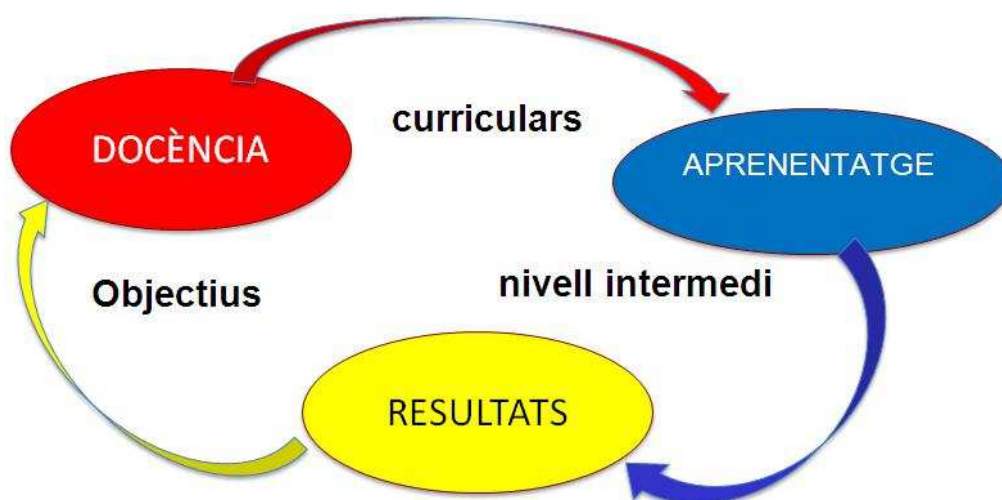 curriculars
DOCÈNCIA
APRENENTATGE
Objectius
nivell intermedi
RESULTATS